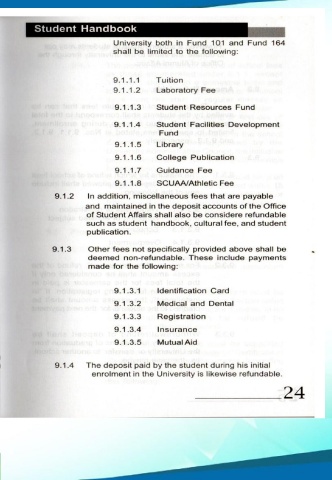 Student Handbook
University both in Fund 101 and Fund 164
shall be limited to the following:
9.1.1.1 Tuition
9.1.1.2 Laboratory Fee
9.1.1.3 Student Resources Fund
9.1.1.4 Student Facilities Development
Fund
9.1.1.5 Library
9.1.1.6 College Publication
9.1.1.7 Guidance Fee
9.1.1.8 SCUAA/Athletic Fee
9.1.2 In addition, miscellaneous fees that are payable
and maintained in the deposit accounts of the Office
of Student Affairs shall also be considere refundable
such as student handbook, cultural fee, and student
publication.
9.1.3 Other fees not specifically provided above shall be
deemed non-refundable. These include payments
made for the following:
9.1.3.1 Identification Card
9.1.3.2 Medical and Dental
9.1.3.3 Registration
9.1.3.4 Insurance
9.1.3.5 Mutual Aid
9.1.4 The deposit paid by the student during his initial
enrolment in the University is likewise refundable.
24